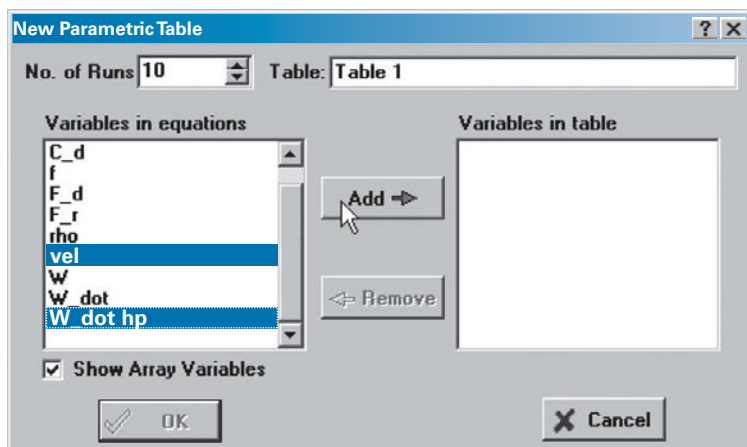 New Parametric Table
? X
No. of Runs 10 Table: Table 1
Variables in equations
Variables in table
C_d
f
F_d
F_r
rho
vel
W
W_dot
W_dot hp
Add
Remove
Show Array Variables
OK
Cancel